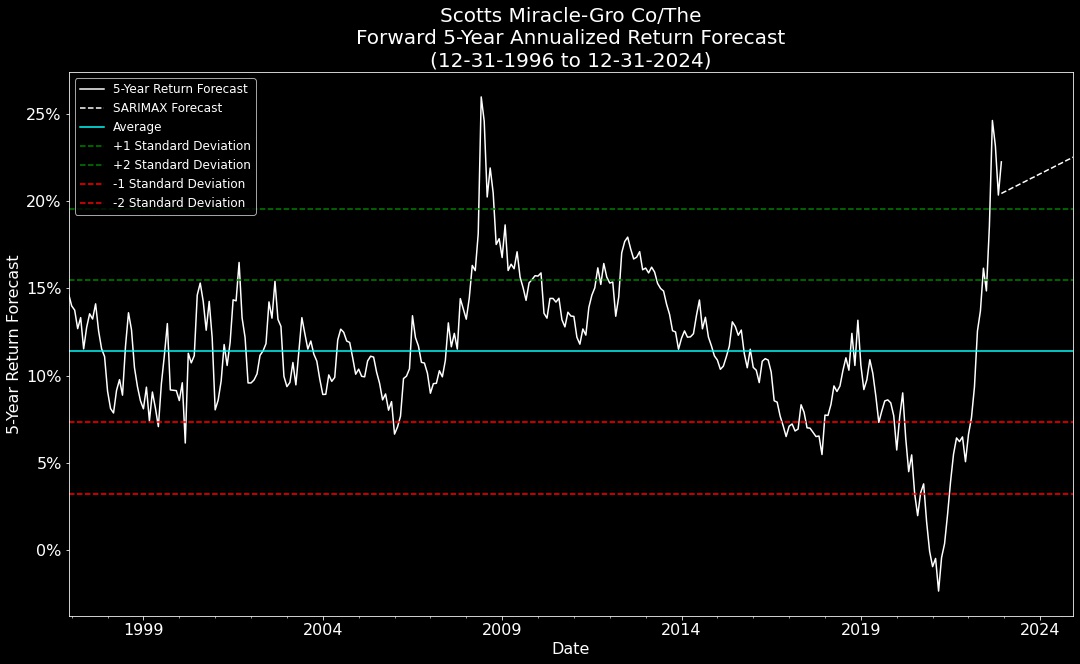 Scotts Miracle-Gro Co/The
Forward 5-Year Annualized Return Forecast
(12-31-1996 to 12-31-2024)
5-Year Return Forecast
SARIMAX Forecast
Average
+1 Standard Deviation
+2 Standard Deviation
-1 Standard Deviation
-2 Standard Deviation
25%
20%
15%
10%
5%
0%
5-Year Return Forecast
1999
2004
2009
2014
2019
2024
Date